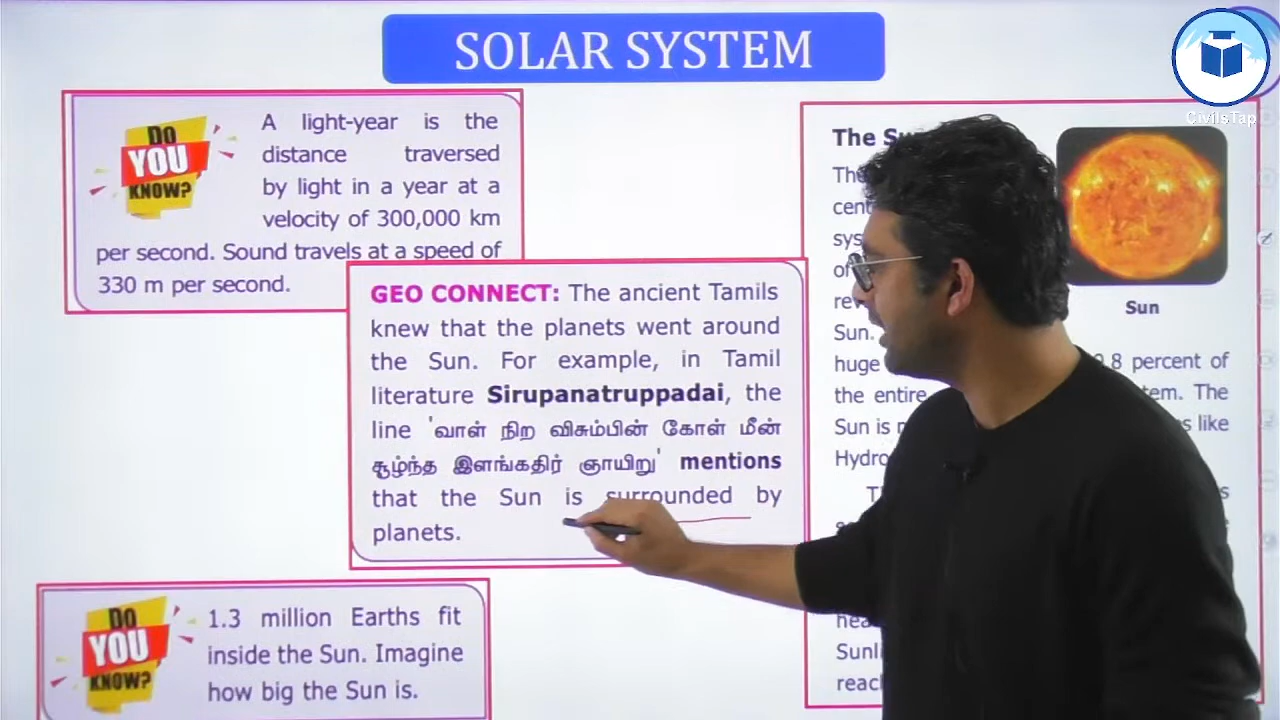 SOLAR SYSTEM
CivilsTap
DO
YOU
KNOW?
A light-year is the
distance traversed
by light in a year at a
velocity of 300,000 km
per second. Sound travels at a speed of
330 m per second.
GEO CONNECT: The ancient Tamils
knew that the planets went around
the Sun. For example, in Tamil
literature Sirupanatruppadai, the
line 'வாள் நிற விசும்பின் கோள் மீன்
சூழ்ந்த இளங்கதிர் ஞாயிறு' mentions
that the Sun is surrounded by
planets.
DO
YOU
KNOW?
1.3 million Earths fit
inside the Sun. Imagine
how big the Sun is.
The
Sun
Sun.
huge
percent of
the entire
The
Sun is
like